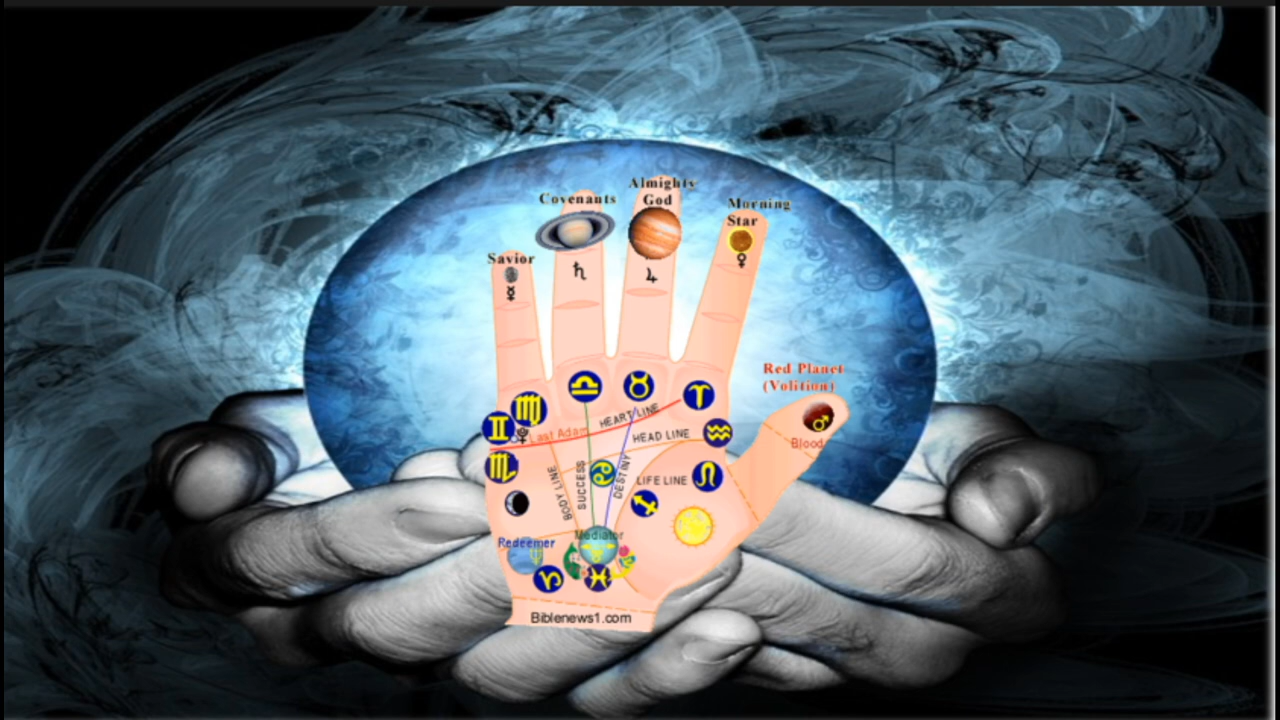 Almighty
God
Covenants
Morning
Star
Savior
Red Planet
(Volition)
Blood
HEART LINE
Last Adam
HEAD LINE
LIFE LINE
BODY LINE
SUCCESS
DESTINY
Redeemer
Mediator
Biblenews1.com